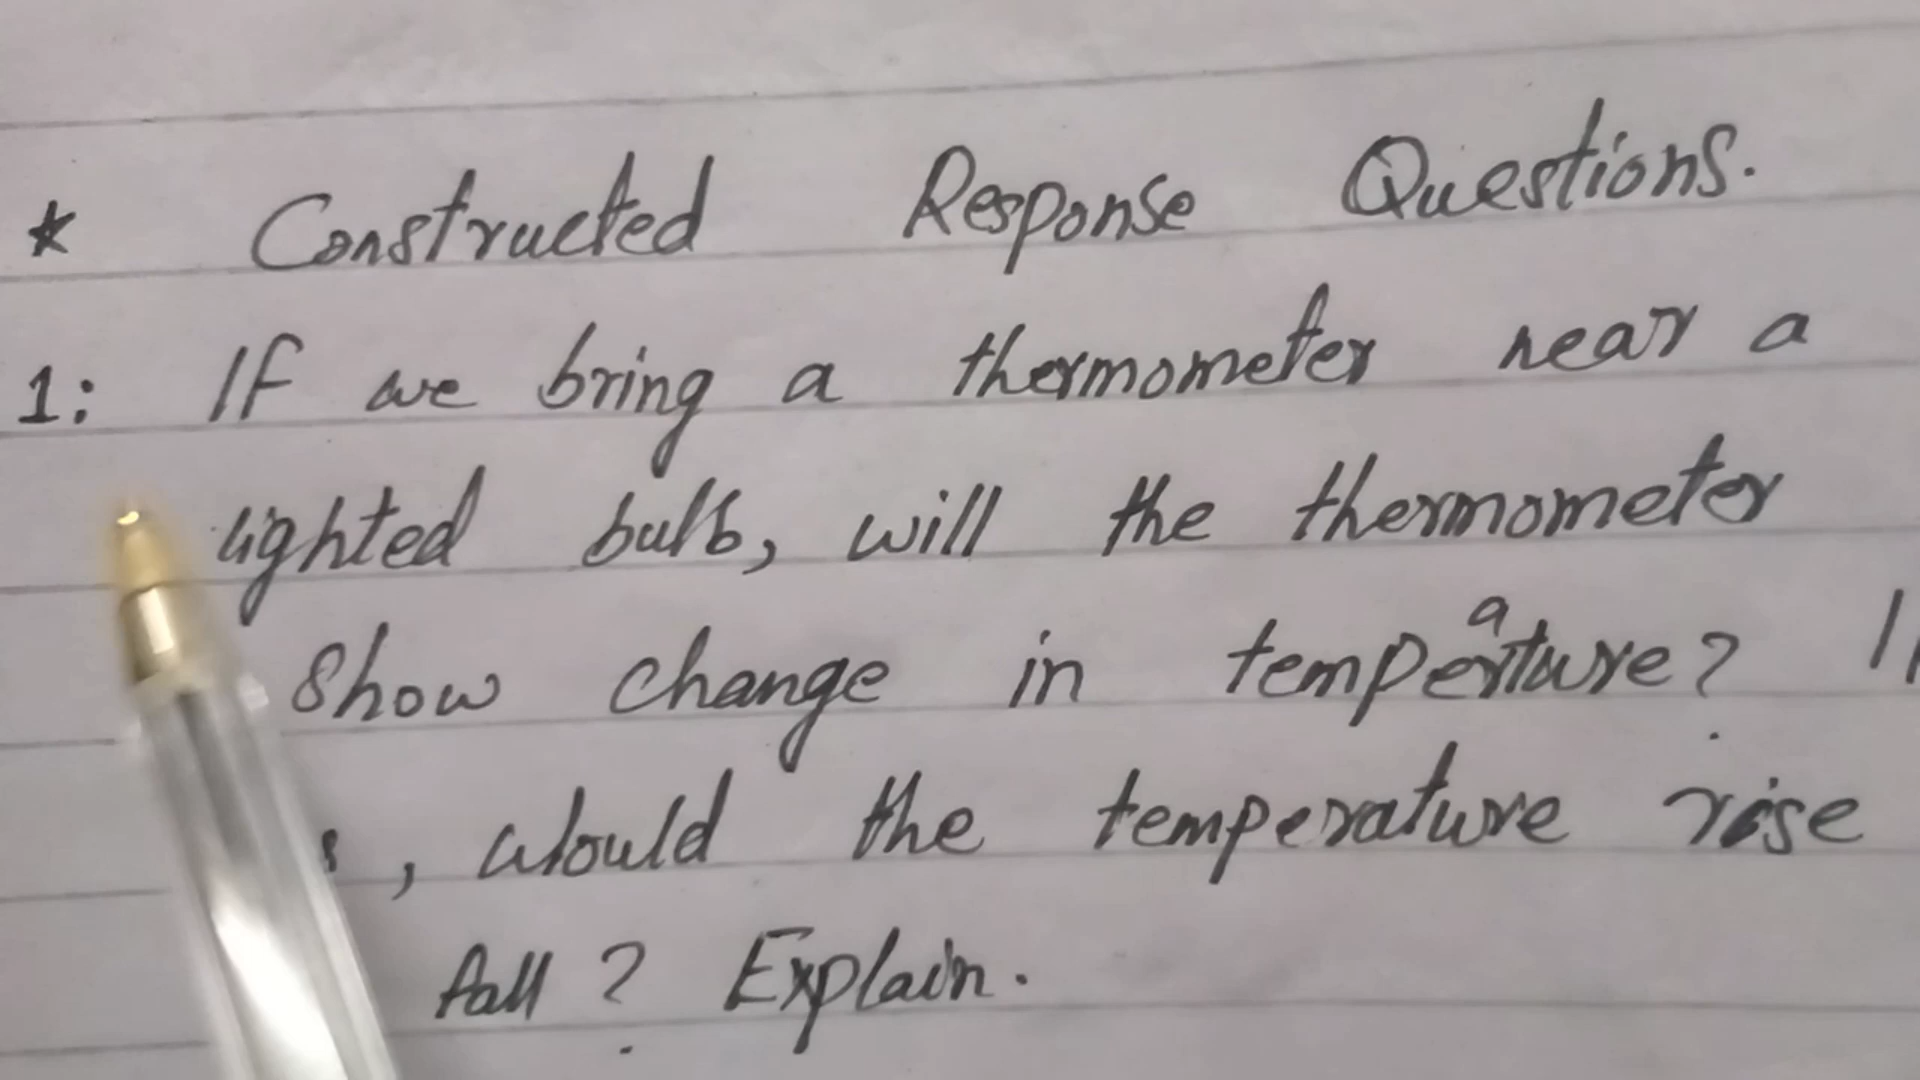 * Constructed Response Questions.
1: If we bring a thermometer near a
lighted bulb, will the thermometer
show change in temperature?
, would the temperature rise
fall? Explain.